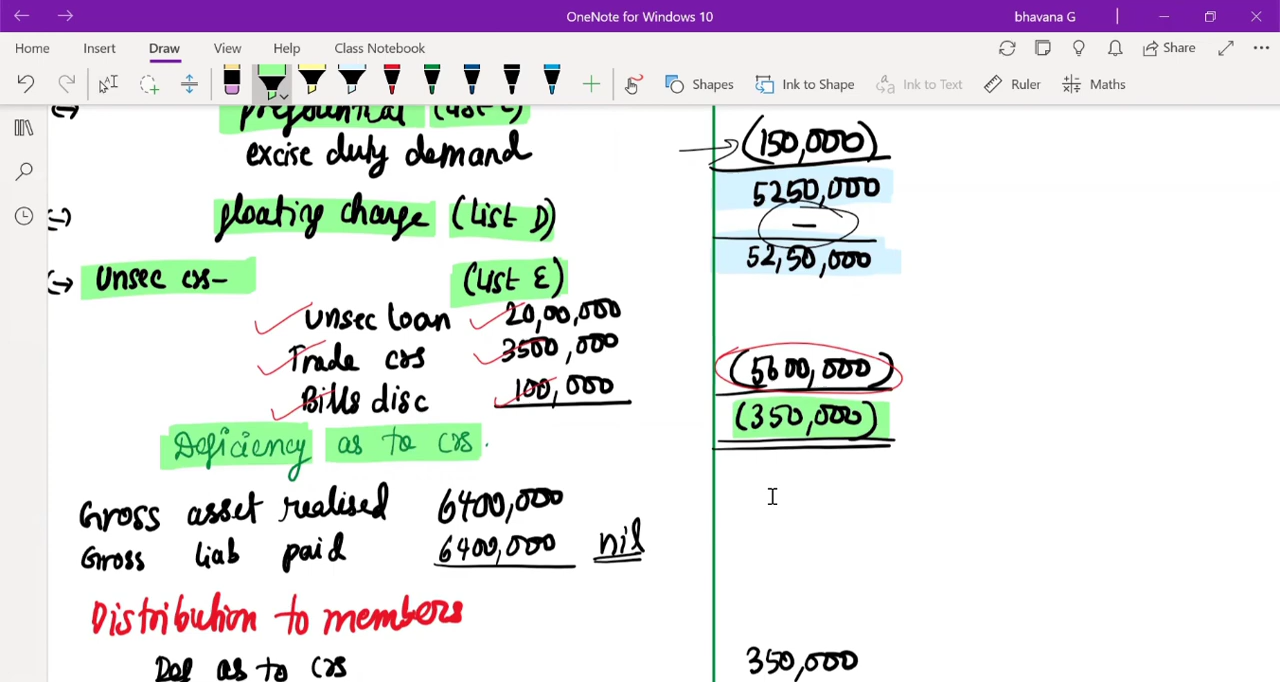 OneNote for Windows 10
bhavana G
Home Insert Draw View Help Class Notebook
Share
Shapes Ink to Shape Ink to Text Ruler Maths
(List C)
excise duty demand (150,000)
5250,000
floating charge (List D) —
52,50,000
Unsec crs- (List E)
Unsec loan 20,00,000
Trade crs 3500,000 (5600,000)
Bills disc 100,000
(350,000)
Deficiency as to crs.
Gross asset realised 6400,000
Gross liab paid 6400,000 nil
Distribution to members
Def as to crs 350,000